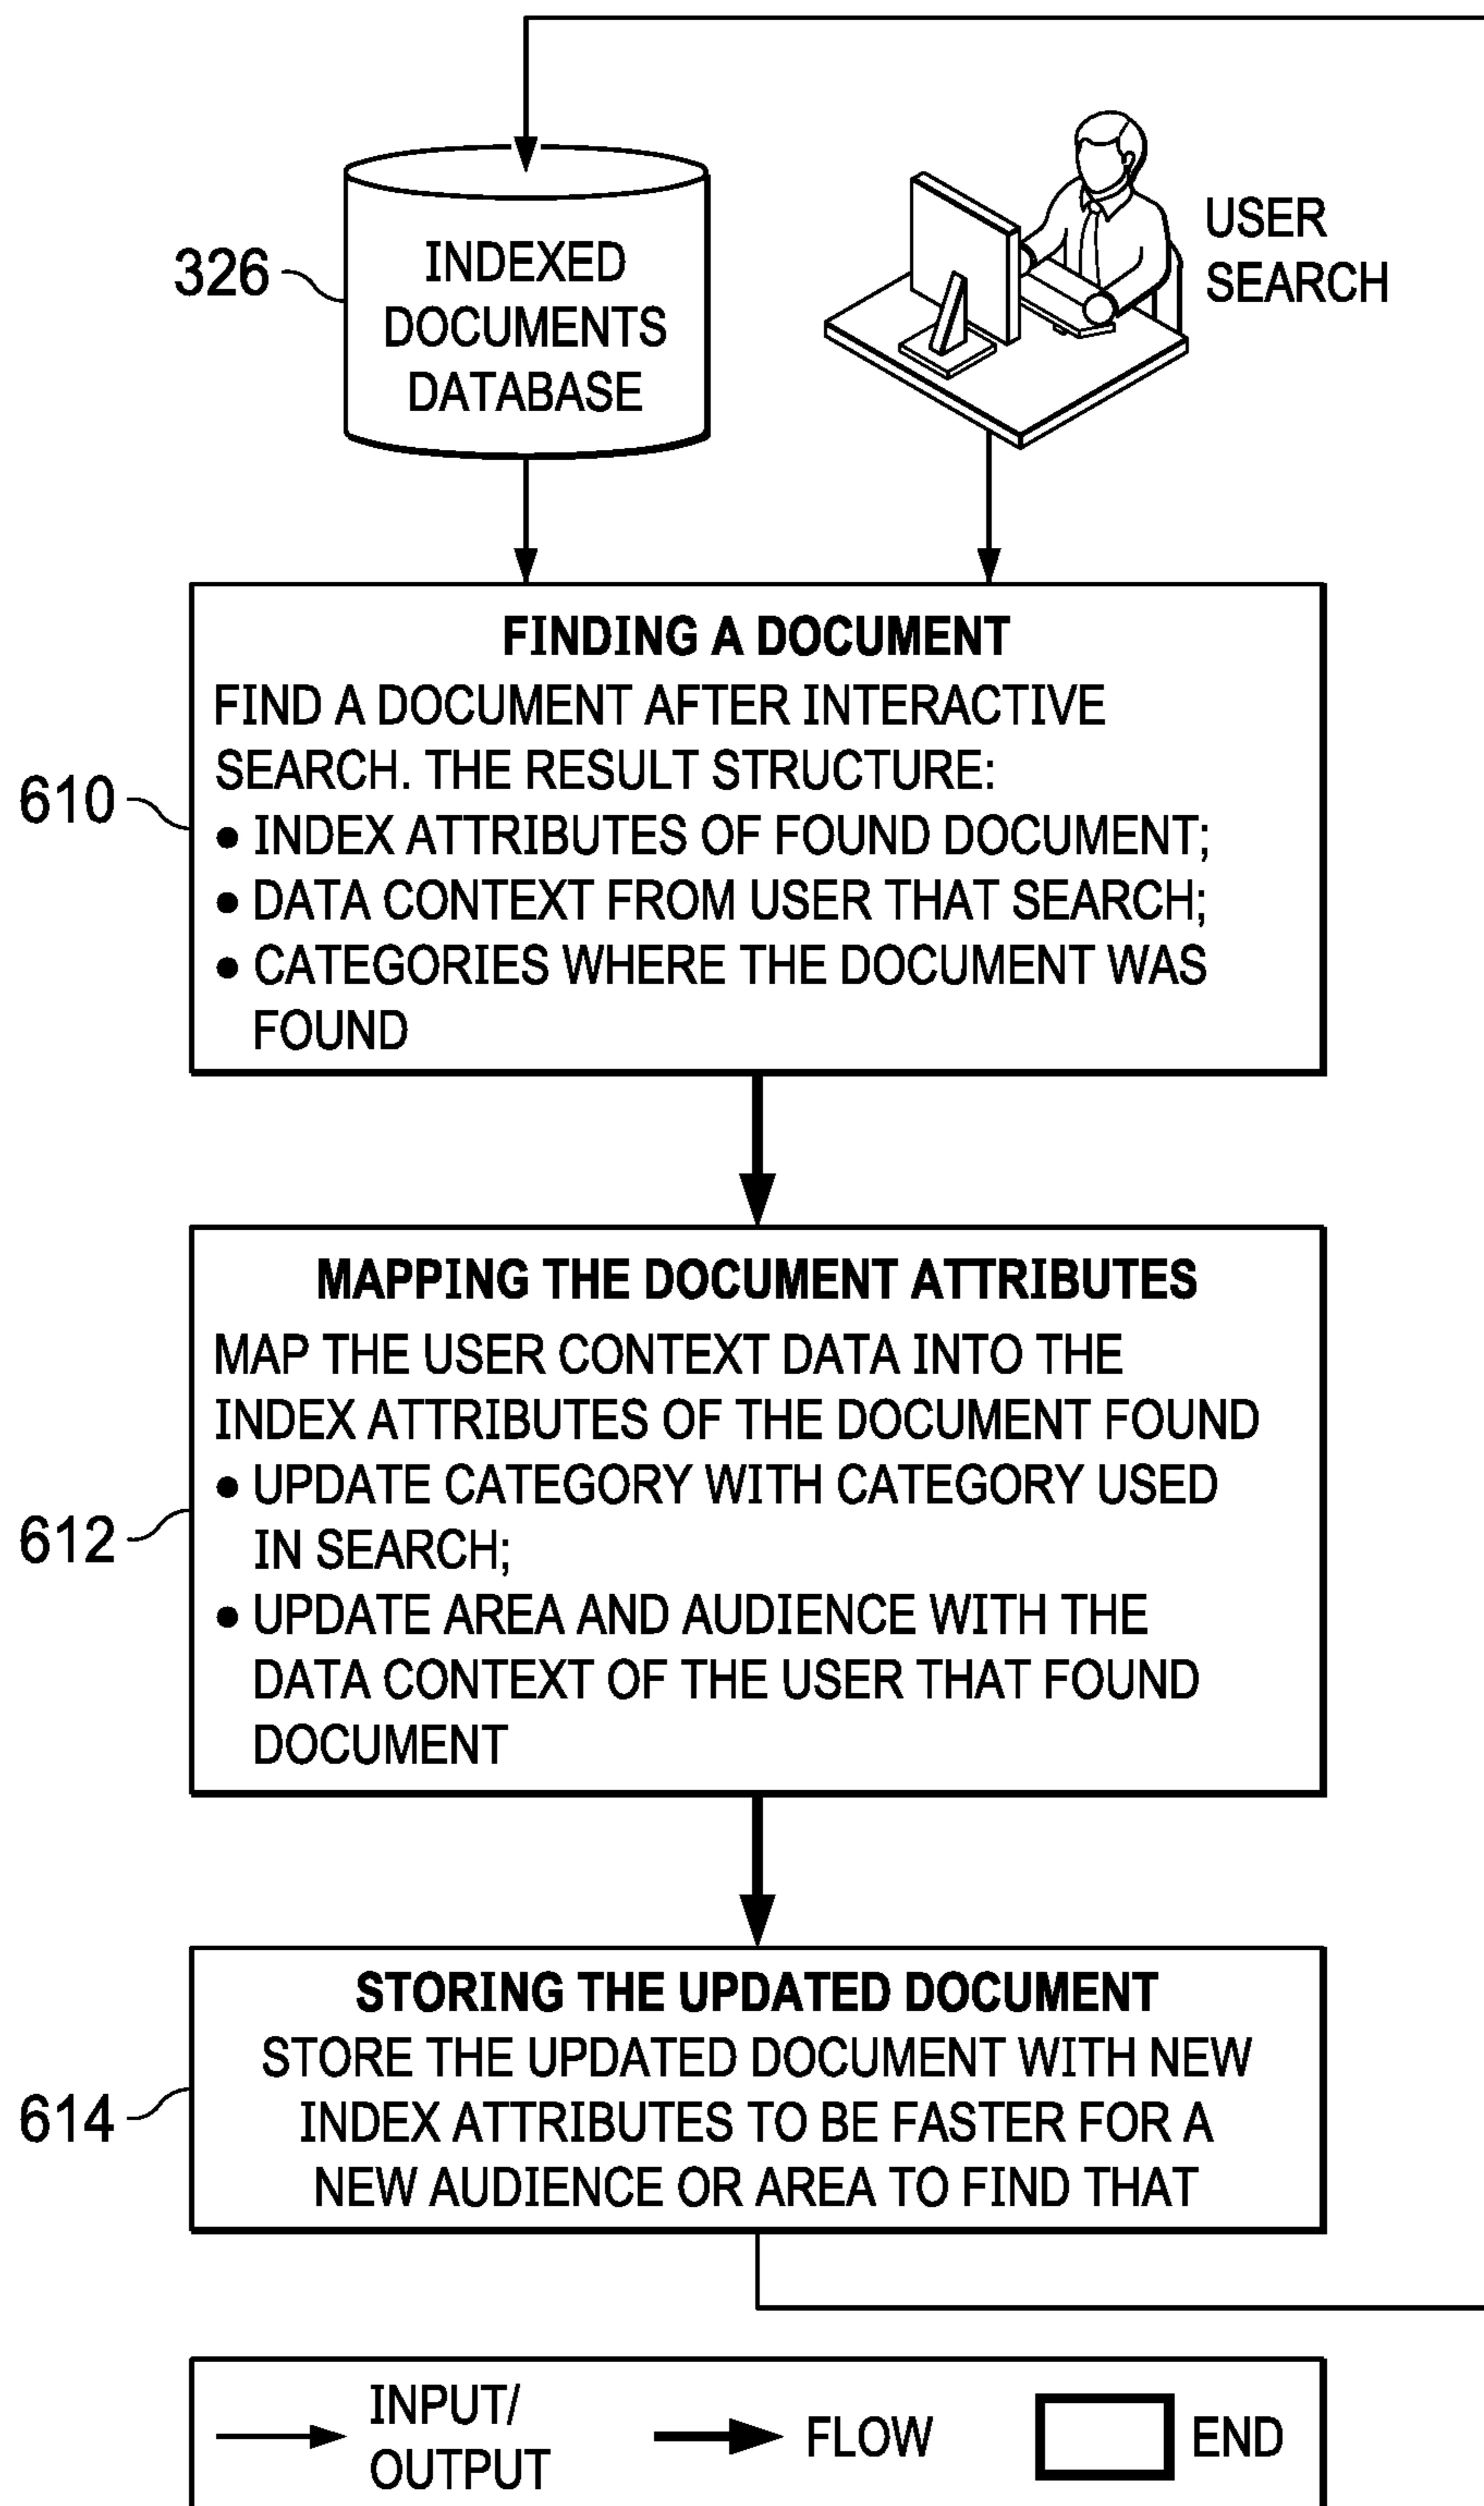 326
INDEXED
DOCUMENTS
DATABASE
USER
SEARCH
610
FINDING A DOCUMENT
FIND A DOCUMENT AFTER INTERACTIVE
SEARCH. THE RESULT STRUCTURE:
● INDEX ATTRIBUTES OF FOUND DOCUMENT;
● DATA CONTEXT FROM USER THAT SEARCH;
● CATEGORIES WHERE THE DOCUMENT WAS
FOUND
612
MAPPING THE DOCUMENT ATTRIBUTES
MAP THE USER CONTEXT DATA INTO THE
INDEX ATTRIBUTES OF THE DOCUMENT FOUND
● UPDATE CATEGORY WITH CATEGORY USED
IN SEARCH;
● UPDATE AREA AND AUDIENCE WITH THE
DATA CONTEXT OF THE USER THAT FOUND
DOCUMENT
614
STORING THE UPDATED DOCUMENT
STORE THE UPDATED DOCUMENT WITH NEW
INDEX ATTRIBUTES TO BE FASTER FOR A
NEW AUDIENCE OR AREA TO FIND THAT
INPUT/
OUTPUT
FLOW
END